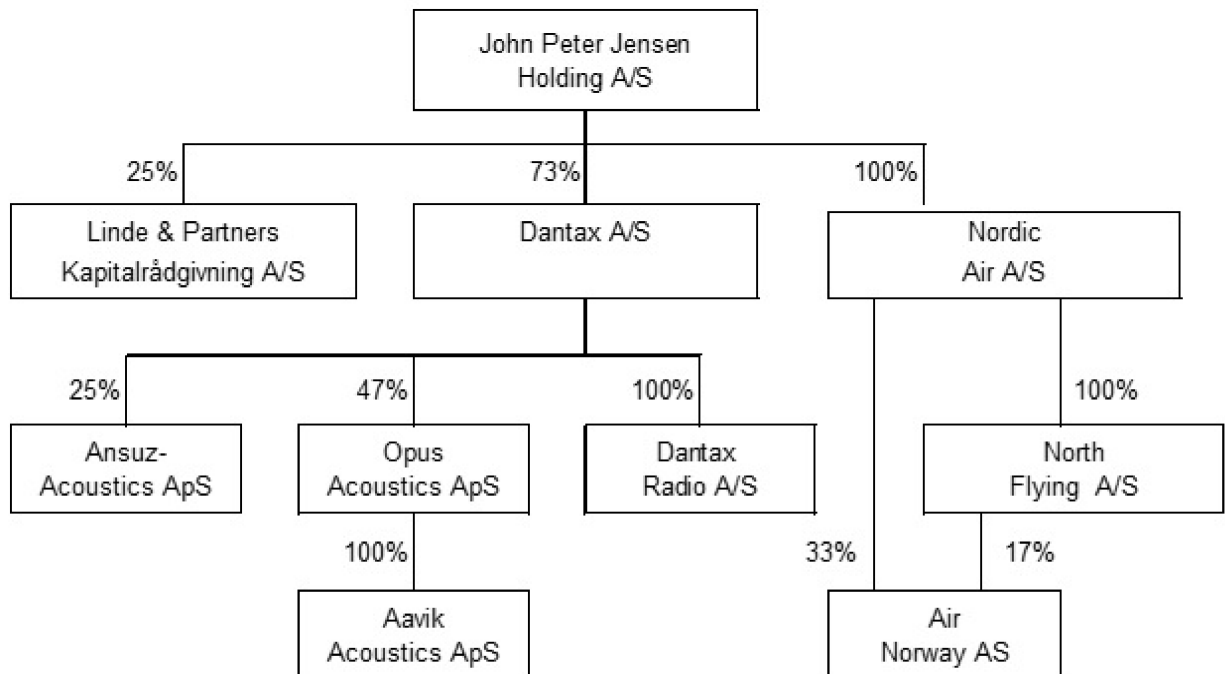 John Peter Jensen
Holding A/S
25%
73%
100%
Linde & Partners
Kapitalrådgivning A/S
Dantax A/S
Nordic
Air A/S
25%
47%
100%
100%
Ansuz-
Acoustics ApS
Opus
Acoustics ApS
Dantax
Radio A/S
North
Flying A/S
100%
33%
17%
Aavik
Acoustics ApS
Air
Norway AS